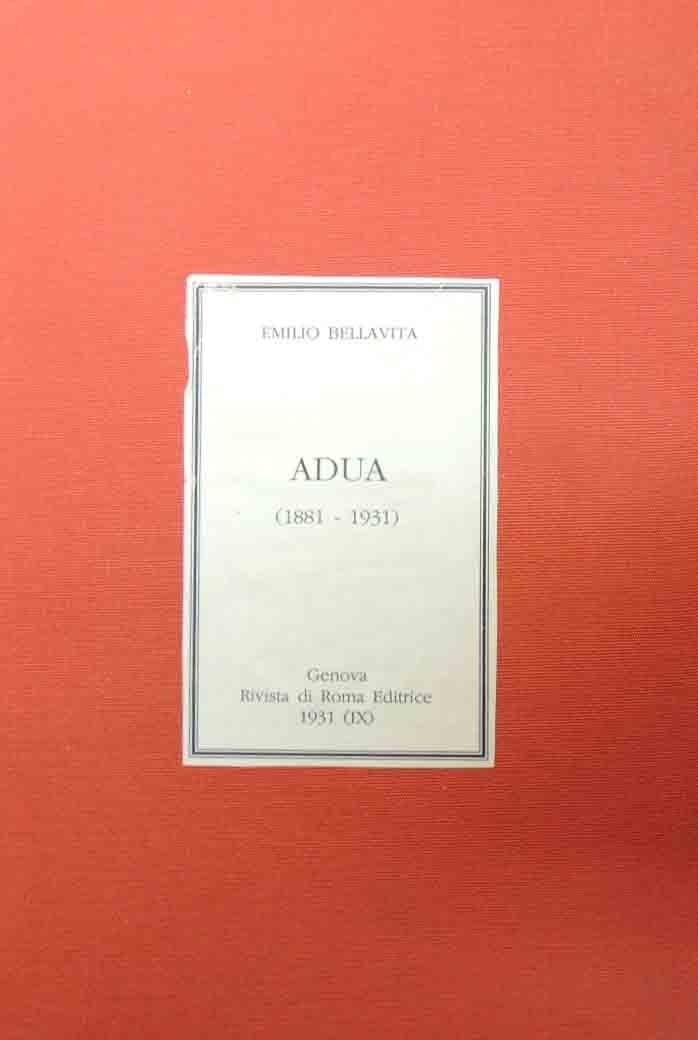 EMILIO BELLAVITA
ADUA
(1881 - 1931)
Genova
Rivista di Roma Editrice
1931 (IX)